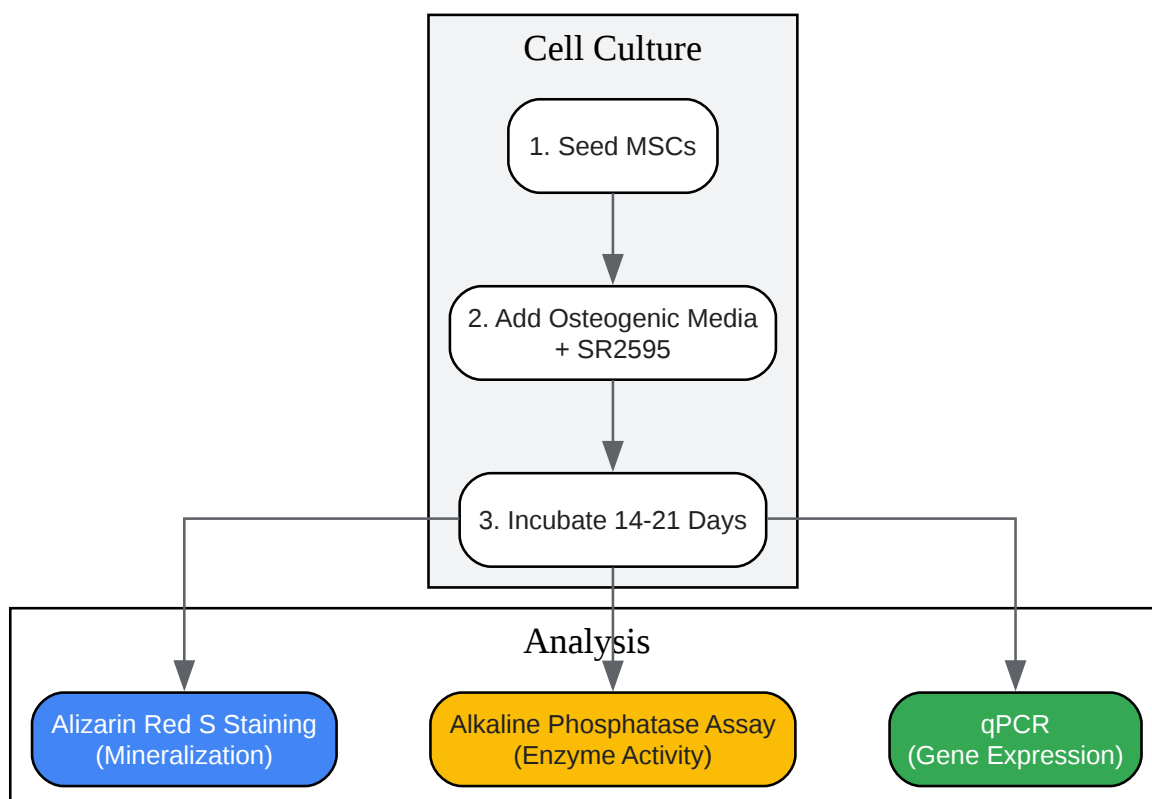 Cell Culture
1. Seed MSCs
2. Add Osteogenic Media
+ SR2595
3. Incubate 14-21 Days
Analysis
Alizarin Red S Staining
(Mineralization)
Alkaline Phosphatase Assay
(Enzyme Activity)
qPCR
(Gene Expression)